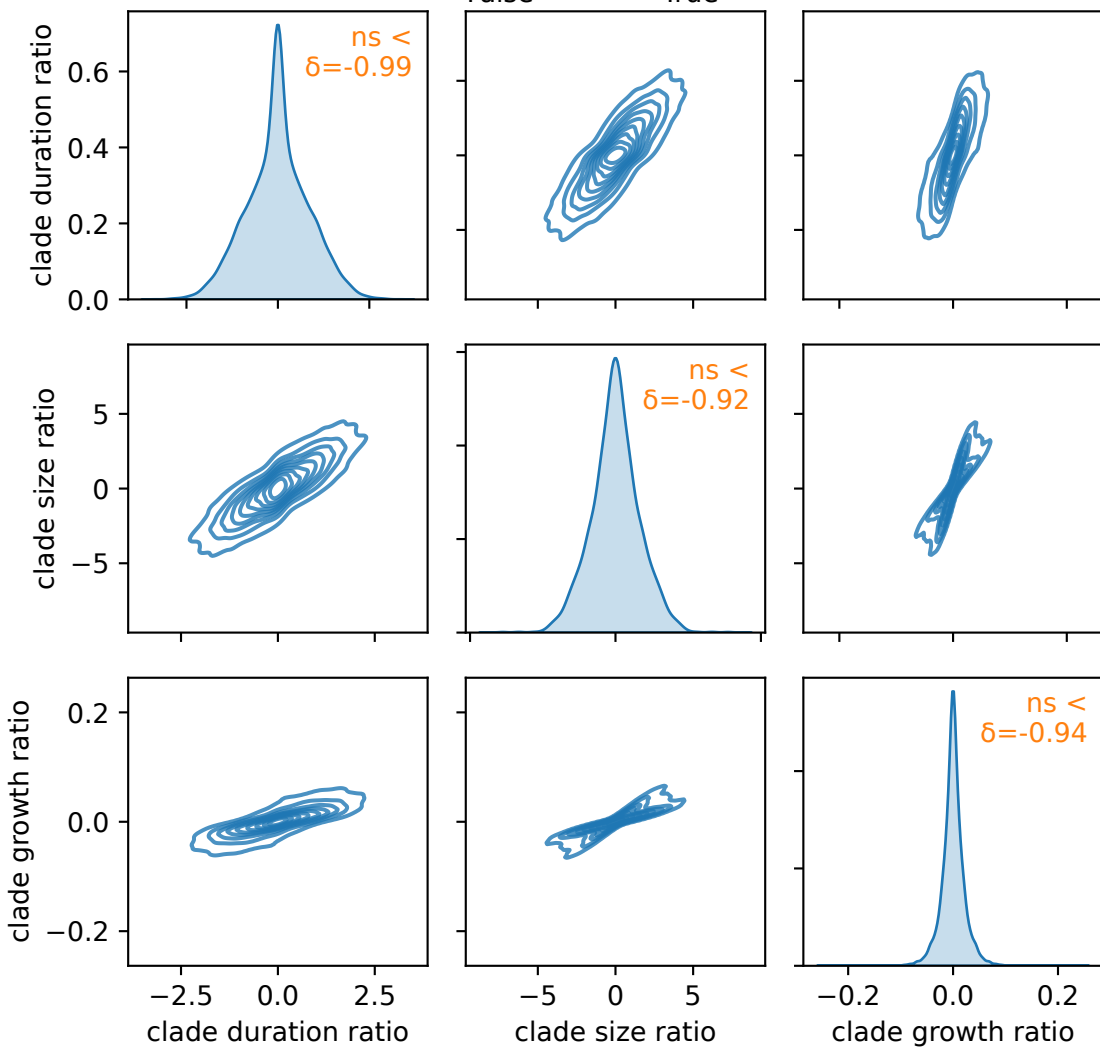 clade duration ratio
0.6
0.4
0.2
0.0
ns <
δ=-0.99
clade size ratio
5
0
−5
ns <
δ=-0.92
clade growth ratio
0.2
0.0
−0.2
ns <
δ=-0.94
−2.5 0.0 2.5
−5 0 5
−0.2 0.0 0.2
clade duration ratio
clade size ratio
clade growth ratio